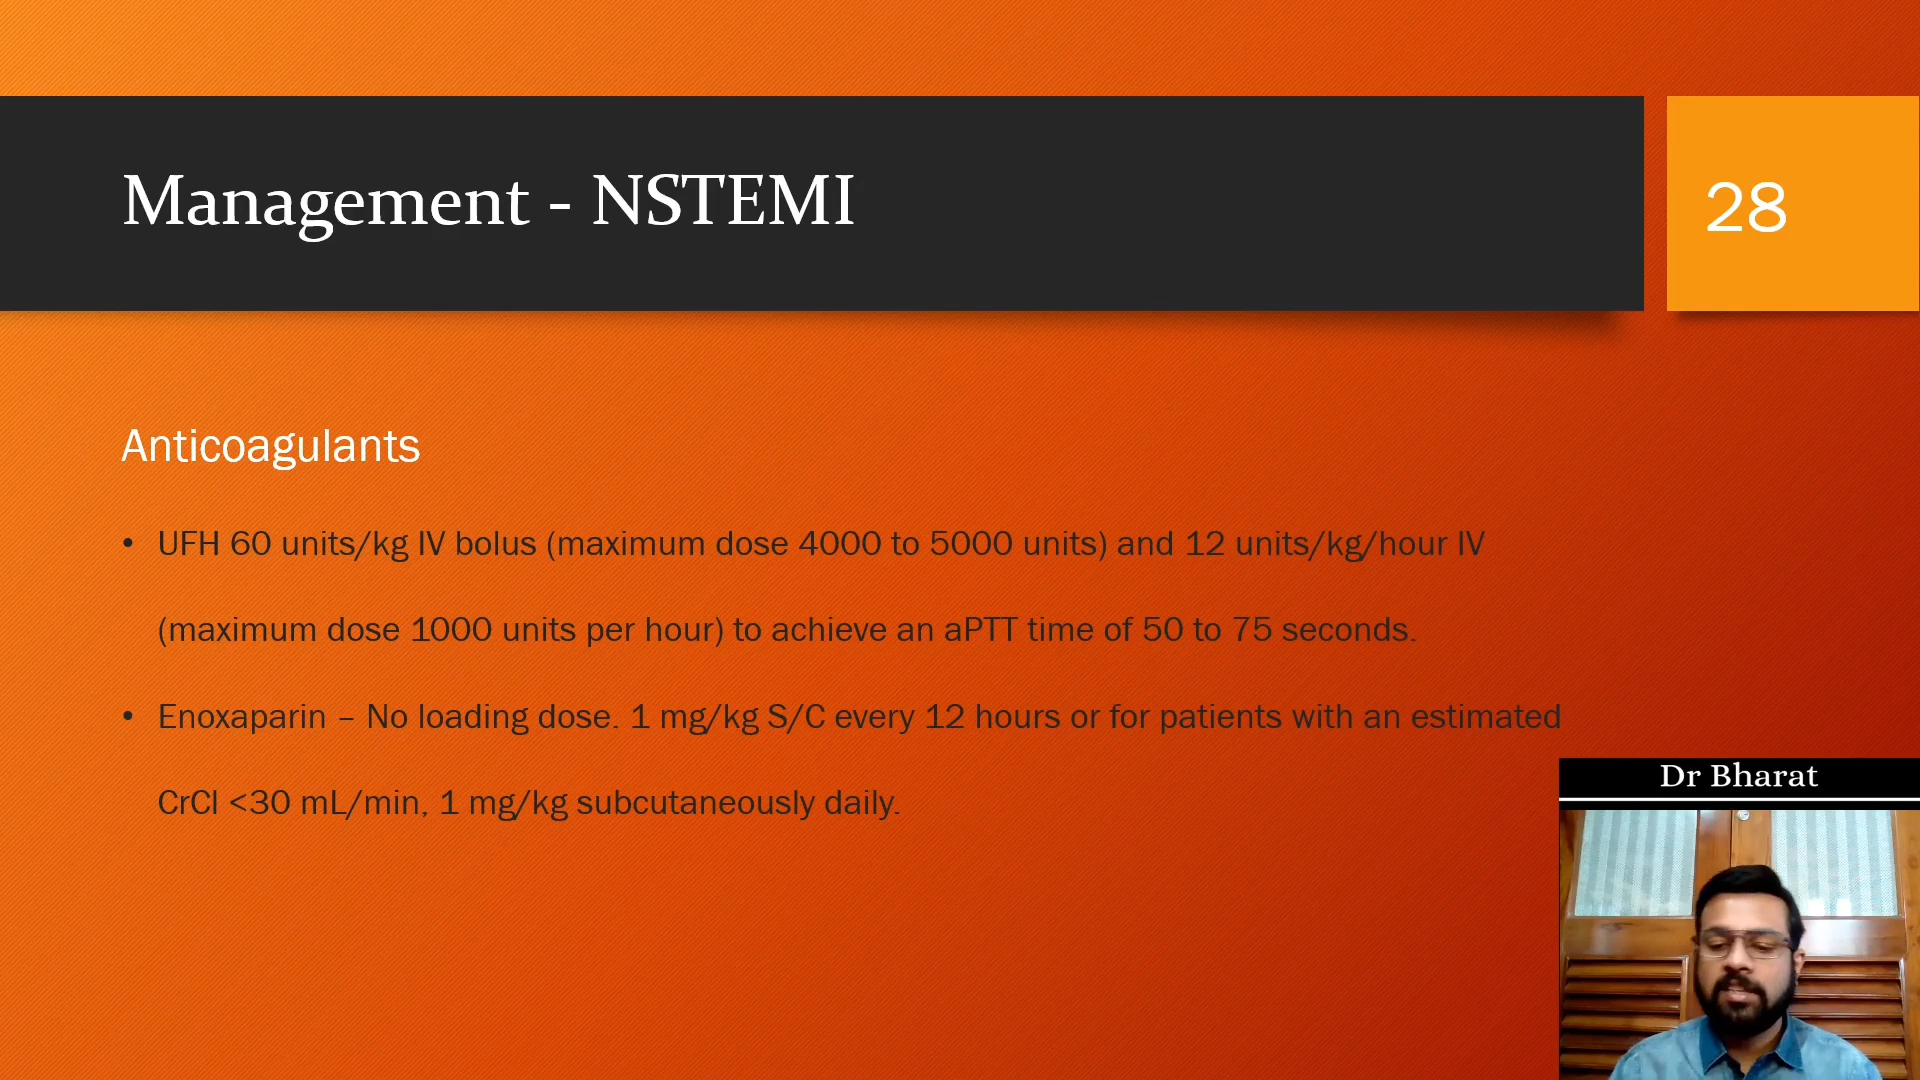 Management - NSTEMI
28
Anticoagulants
• UFH 60 units/kg IV bolus (maximum dose 4000 to 5000 units) and 12 units/kg/hour IV
(maximum dose 1000 units per hour) to achieve an aPTT time of 50 to 75 seconds.
• Enoxaparin – No loading dose. 1 mg/kg S/C every 12 hours or for patients with an estimated
CrCl <30 mL/min, 1 mg/kg subcutaneously daily.
Dr Bharat